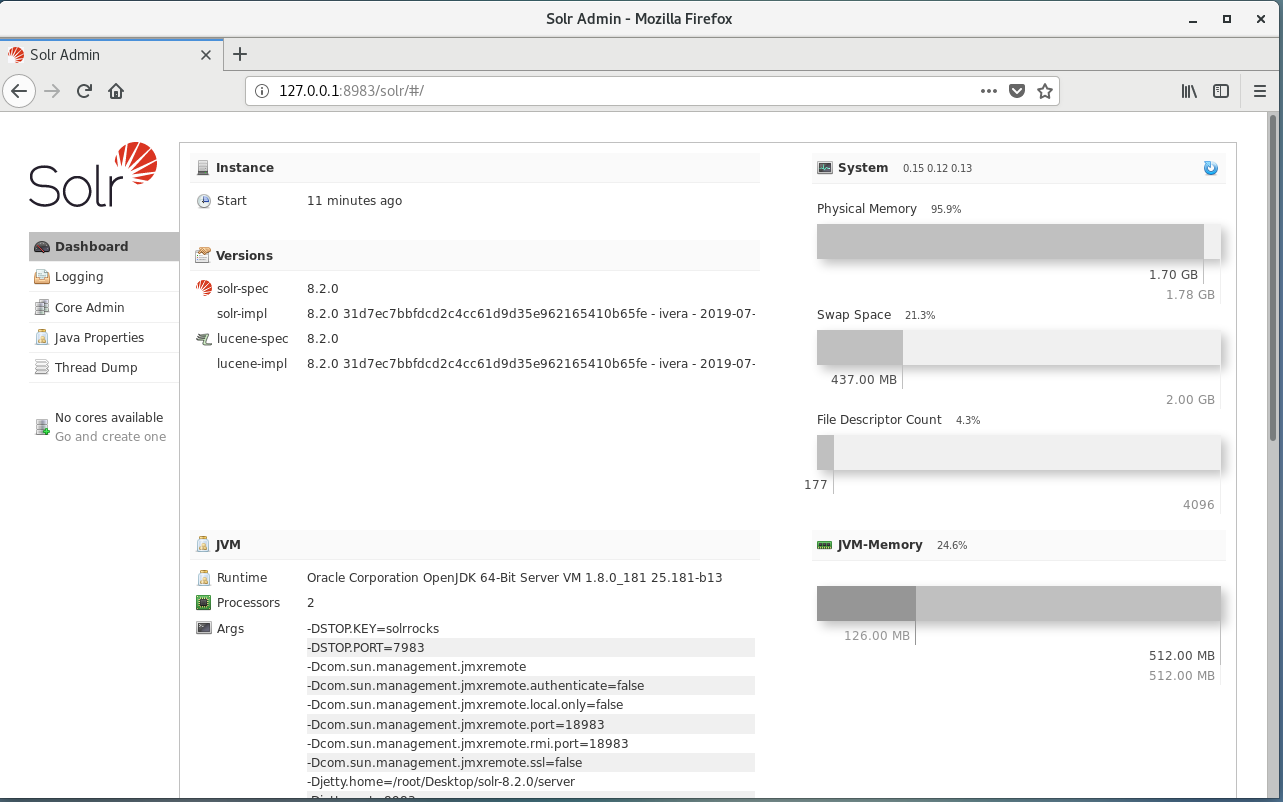 Solr Admin - Mozilla Firefox
Solr Admin
127.0.0.1:8983/solr/#/
Solr
Dashboard
Logging
Core Admin
Java Properties
Thread Dump
No cores available
Go and create one
Instance
Start 11 minutes ago
Versions
solr-spec 8.2.0
solr-impl 8.2.0 31d7ec7bbfdcd2c4cc61d9d35e962165410b65fe - ivera - 2019-07-
lucene-spec 8.2.0
lucene-impl 8.2.0 31d7ec7bbfdcd2c4cc61d9d35e962165410b65fe - ivera - 2019-07-
System 0.15 0.12 0.13
Physical Memory 95.9%
1.70 GB
1.78 GB
Swap Space 21.3%
437.00 MB
2.00 GB
File Descriptor Count 4.3%
177
4096
JVM
Runtime Oracle Corporation OpenJDK 64-Bit Server VM 1.8.0_181 25.181-b13
Processors 2
Args -DSTOP.KEY=solrrocks
-DSTOP.PORT=7983
-Dcom.sun.management.jmxremote
-Dcom.sun.management.jmxremote.authenticate=false
-Dcom.sun.management.jmxremote.local.only=false
-Dcom.sun.management.jmxremote.port=18983
-Dcom.sun.management.jmxremote.rmi.port=18983
-Dcom.sun.management.jmxremote.ssl=false
-Djetty.home=/root/Desktop/solr-8.2.0/server
JVM-Memory 24.6%
126.00 MB
512.00 MB
512.00 MB